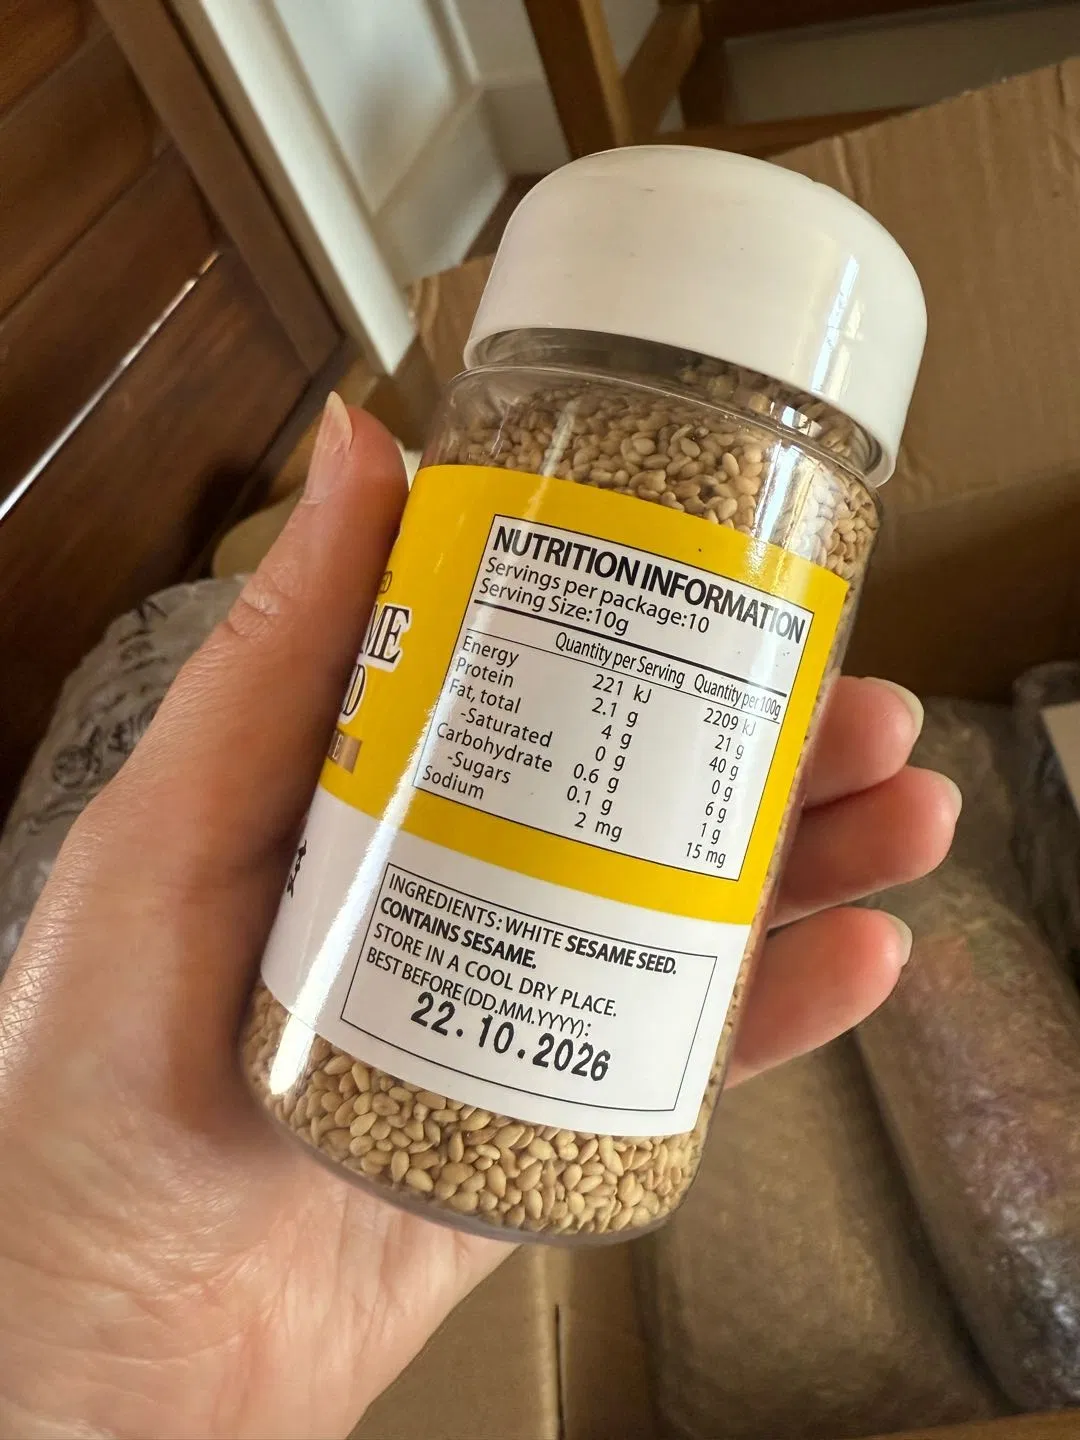 ME
D
E
NUTRITION INFORMATION
Servings per package:10
Serving Size:10g
Quantity per Serving Quantity per 100g
Energy 221 kJ 2209 kJ
Protein 2.1 g 21 g
Fat, total 4 g 40 g
-Saturated 0 g 0 g
Carbohydrate 0.6 g 6 g
-Sugars 0.1 g 1 g
Sodium 2 mg 15 mg
INGREDIENTS: WHITE SESAME SEED.
CONTAINS SESAME.
STORE IN A COOL DRY PLACE.
BEST BEFORE (DD.MM.YYYY):
22.10.2026